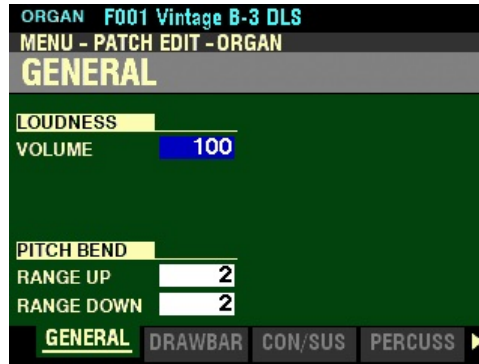 ORGAN F001 Vintage B-3 DLS
MENU - PATCH EDIT - ORGAN
GENERAL
LOUDNESS
VOLUME 100
PITCH BEND
RANGE UP 2
RANGE DOWN 2
GENERAL DRAWBAR CON/SUS PERCUSS